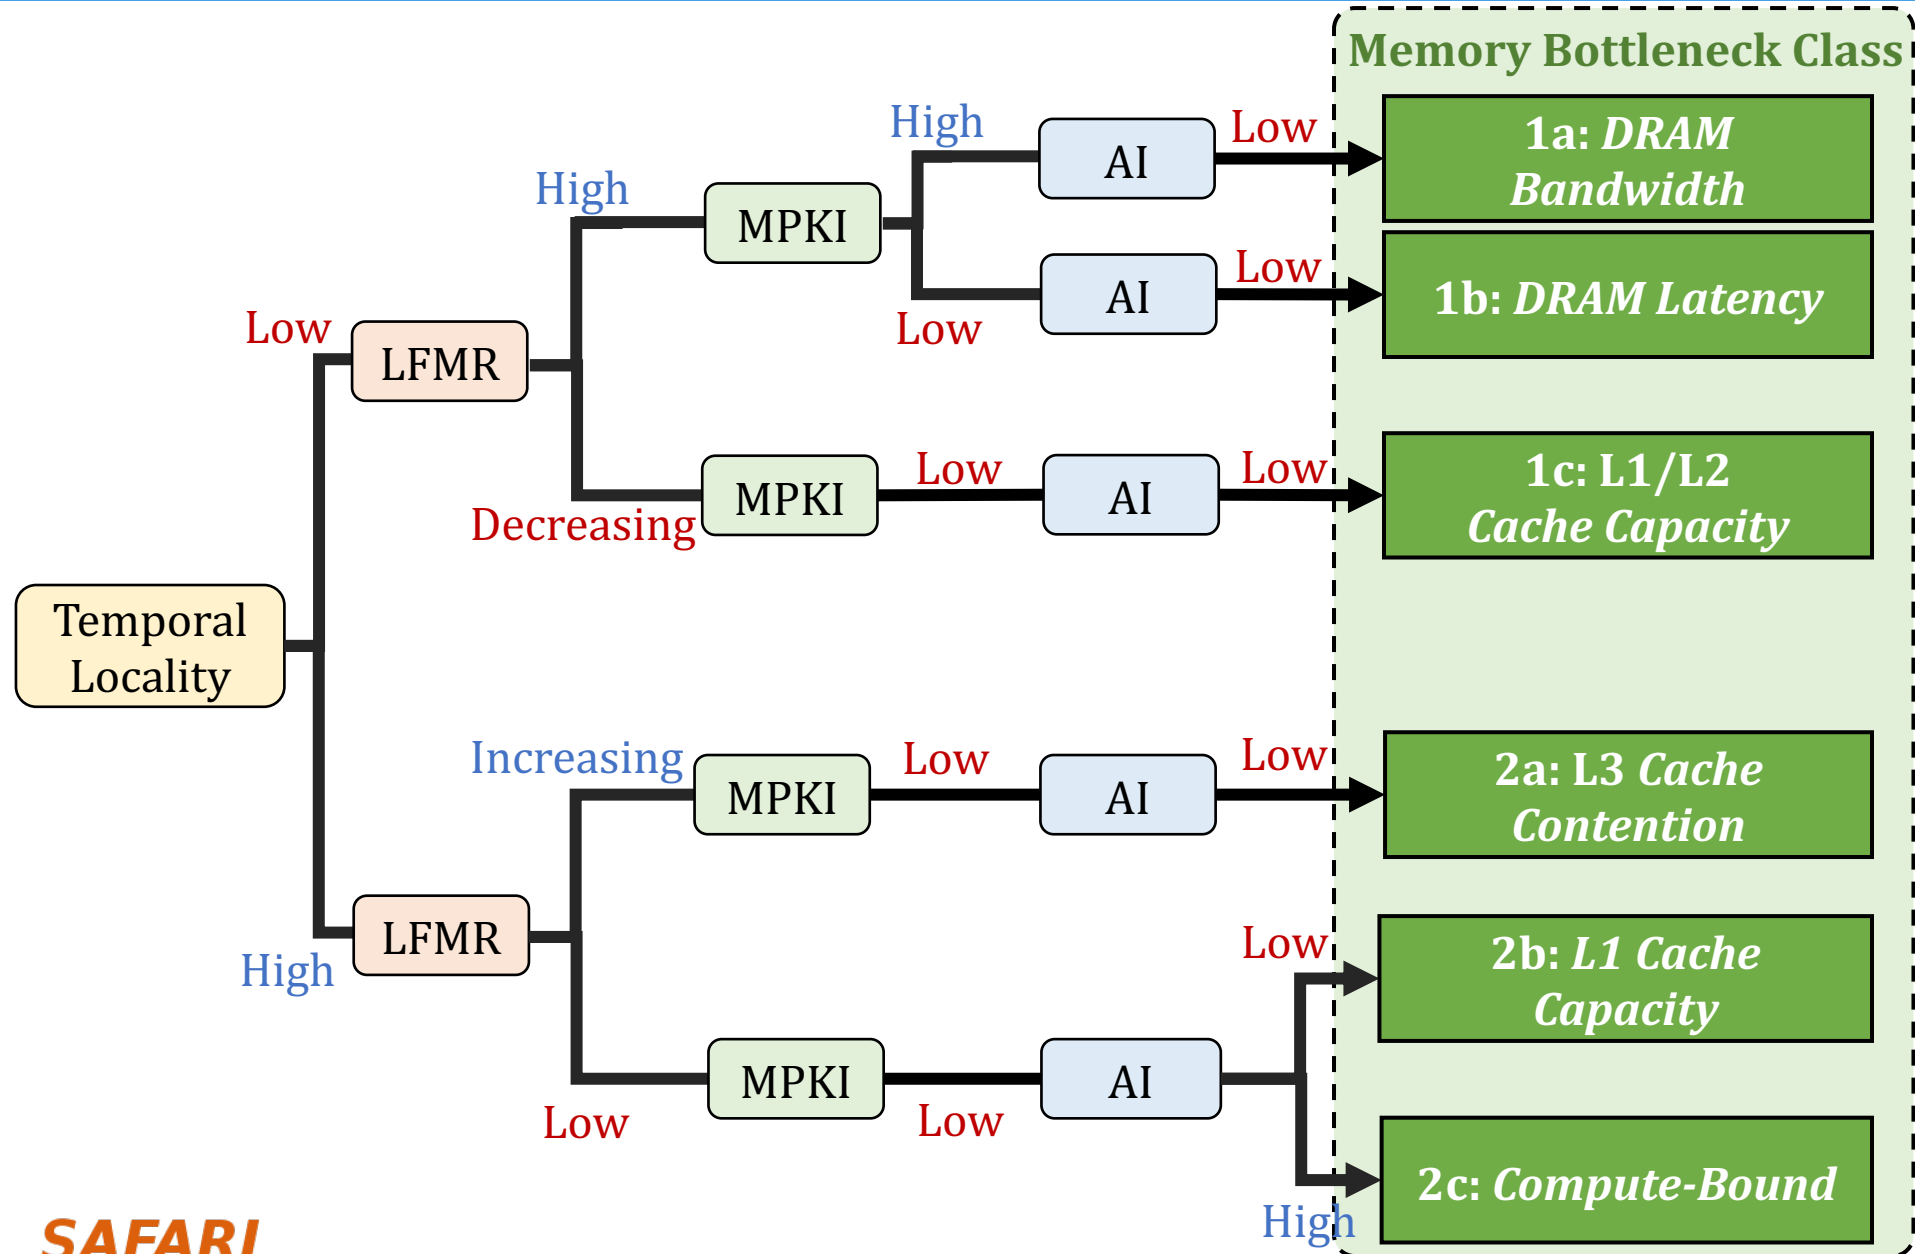 Memory Bottleneck Class
High
AI
Low
1a: DRAM
Bandwidth
High
MPKI
Low
AI
Low
1b: DRAM Latency
Low
LFMR
Decreasing
MPKI
Low
AI
Low
1c: L1/L2
Cache Capacity
Temporal
Locality
Increasing
MPKI
Low
AI
Low
2a: L3 Cache
Contention
High
LFMR
Low
MPKI
Low
AI
Low
2b: L1 Cache
Capacity
High
2c: Compute-Bound
SAFARI